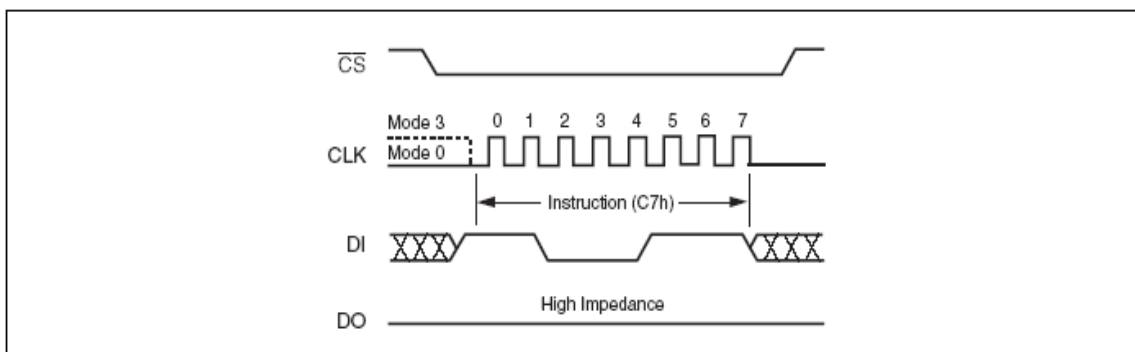 CS
Mode 3
0 1 2 3 4 5 6 7
CLK
Mode 0
Instruction (C7h)
DI
High Impedance
DO